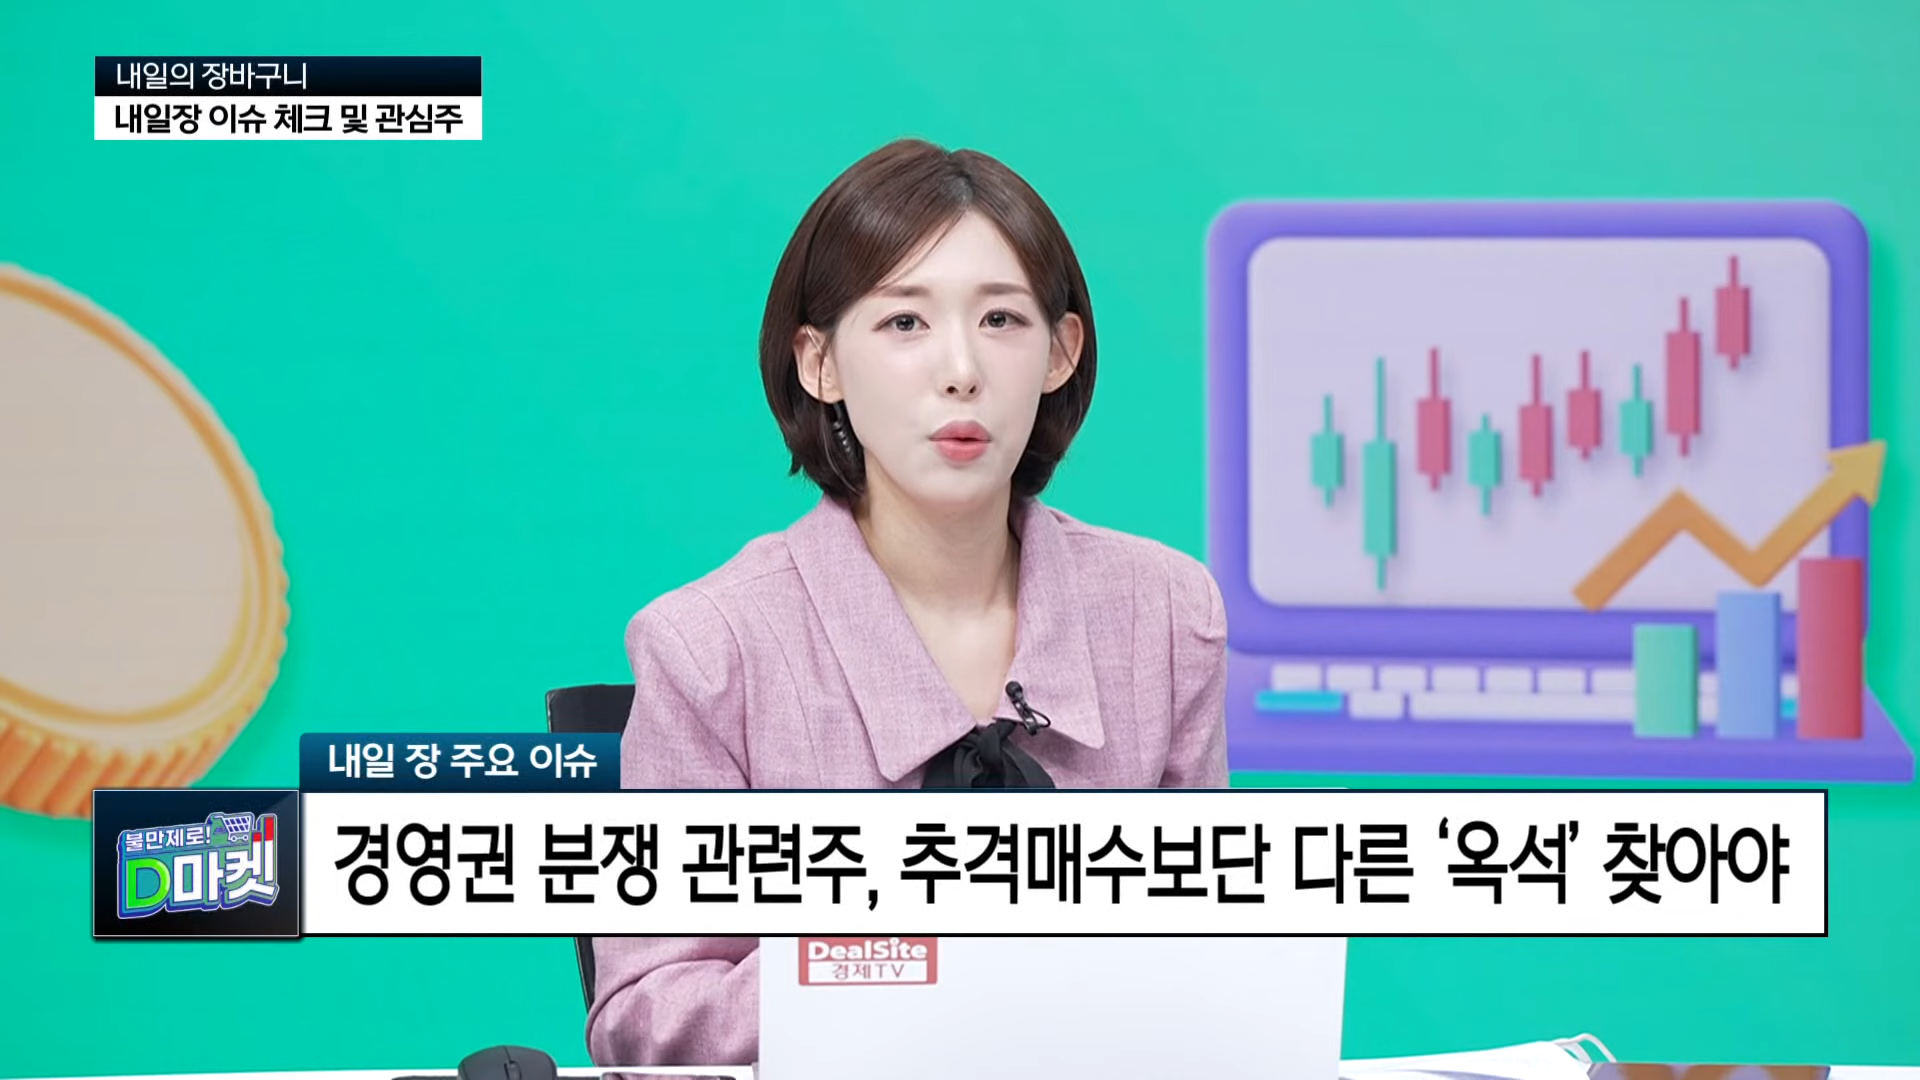 내일의 장바구니
내일장 이슈 체크 및 관심주
내일 장 주요 이슈
불만제로!
D마켓
경영권 분쟁 관련주, 추격매수보단 다른 ‘옥석’ 찾아야
DealSite
경제TV